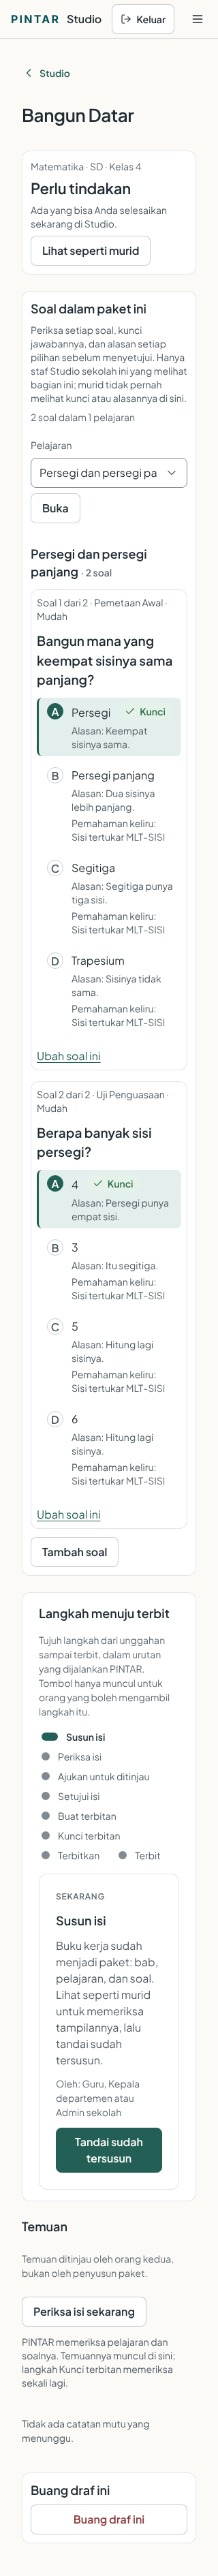 PINTAR Studio Keluar
Studio
Bangun Datar
Matematika · SD · Kelas 4
Perlu tindakan
Ada yang bisa Anda selesaikan
sekarang di Studio.
Lihat seperti murid
Soal dalam paket ini
Periksa setiap soal, kunci
jawabannya, dan alasan setiap
pilihan sebelum menyetujui. Hanya
staf Studio sekolah ini yang melihat
bagian ini; murid tidak pernah
melihat kunci atau alasannya di sini.
2 soal dalam 1 pelajaran
Pelajaran
Persegi dan persegi pa
Buka
Persegi dan persegi
panjang · 2 soal
Soal 1 dari 2 · Pemetaan Awal ·
Mudah
Bangun mana yang
keempat sisinya sama
panjang?
A Persegi Kunci
Alasan: Keempat
sisinya sama.
B Persegi panjang
Alasan: Dua sisinya
lebih panjang.
Pemahaman keliru:
Sisi tertukar MLT-SISI
C Segitiga
Alasan: Segitiga punya
tiga sisi.
Pemahaman keliru:
Sisi tertukar MLT-SISI
D Trapesium
Alasan: Sisinya tidak
sama.
Pemahaman keliru:
Sisi tertukar MLT-SISI
Ubah soal ini
Soal 2 dari 2 · Uji Penguasaan ·
Mudah
Berapa banyak sisi
persegi?
A 4 Kunci
Alasan: Persegi punya
empat sisi.
B 3
Alasan: Itu segitiga.
Pemahaman keliru:
Sisi tertukar MLT-SISI
C 5
Alasan: Hitung lagi
sisinya.
Pemahaman keliru:
Sisi tertukar MLT-SISI
D 6
Alasan: Hitung lagi
sisinya.
Pemahaman keliru:
Sisi tertukar MLT-SISI
Ubah soal ini
Tambah soal
Langkah menuju terbit
Tujuh langkah dari unggahan
sampai terbit, dalam urutan
yang dijalankan PINTAR.
Tombol hanya muncul untuk
orang yang boleh mengambil
langkah itu.
Susun isi
Periksa isi
Ajukan untuk ditinjau
Setujui isi
Buat terbitan
Kunci terbitan
Terbitkan Terbit
SEKARANG
Susun isi
Buku kerja sudah
menjadi paket: bab,
pelajaran, dan soal.
Lihat seperti murid
untuk memeriksa
tampilannya, lalu
tandai sudah
tersusun.
Oleh: Guru, Kepala
departemen atau
Admin sekolah
Tandai sudah
tersusun
Temuan
Temuan ditinjau oleh orang kedua,
bukan oleh penyusun paket.
Periksa isi sekarang
PINTAR memeriksa pelajaran dan
soalnya. Temuannya muncul di sini;
langkah Kunci terbitan memeriksa
sekali lagi.
Tidak ada catatan mutu yang
menunggu.
Buang draf ini
Buang draf ini